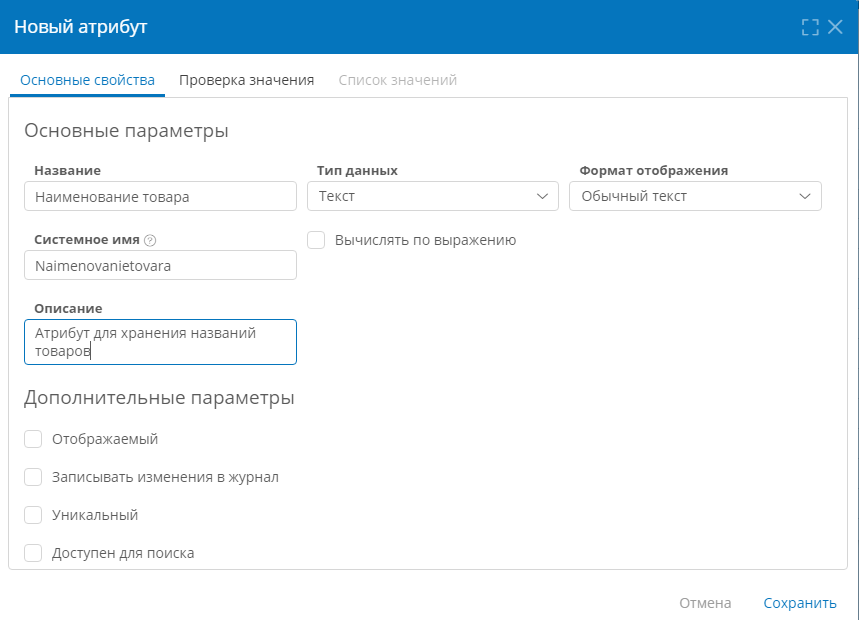 Новый атрибут
Основные свойства Проверка значения Список значений
Основные параметры
Название Тип данных Формат отображения
Наименование товара Текст Обычный текст
Системное имя ? Вычислять по выражению
Naimenovanietovara
Описание
Атрибут для хранения названий
товаров
Дополнительные параметры
Отображаемый
Записывать изменения в журнал
Уникальный
Доступен для поиска
Отмена Сохранить